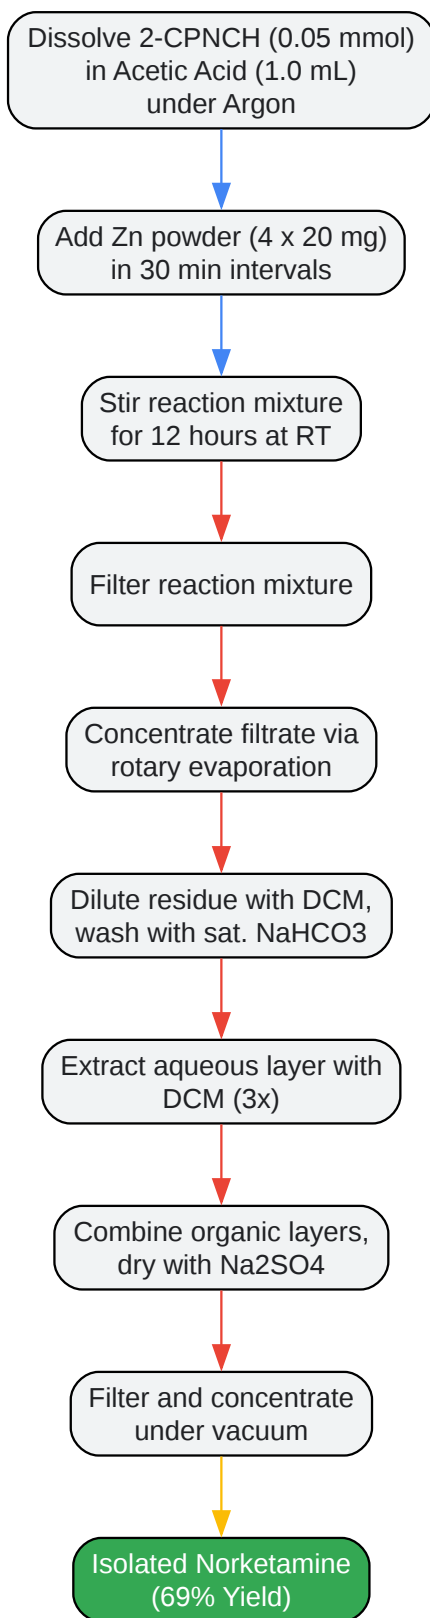 Dissolve 2-CPNCH (0.05 mmol)
in Acetic Acid (1.0 mL)
under Argon
Add Zn powder (4 x 20 mg)
in 30 min intervals
Stir reaction mixture
for 12 hours at RT
Filter reaction mixture
Concentrate filtrate via
rotary evaporation
Dilute residue with DCM,
wash with sat. NaHCO3
Extract aqueous layer with
DCM (3x)
Combine organic layers,
dry with Na2SO4
Filter and concentrate
under vacuum
Isolated Norketamine
(69% Yield)